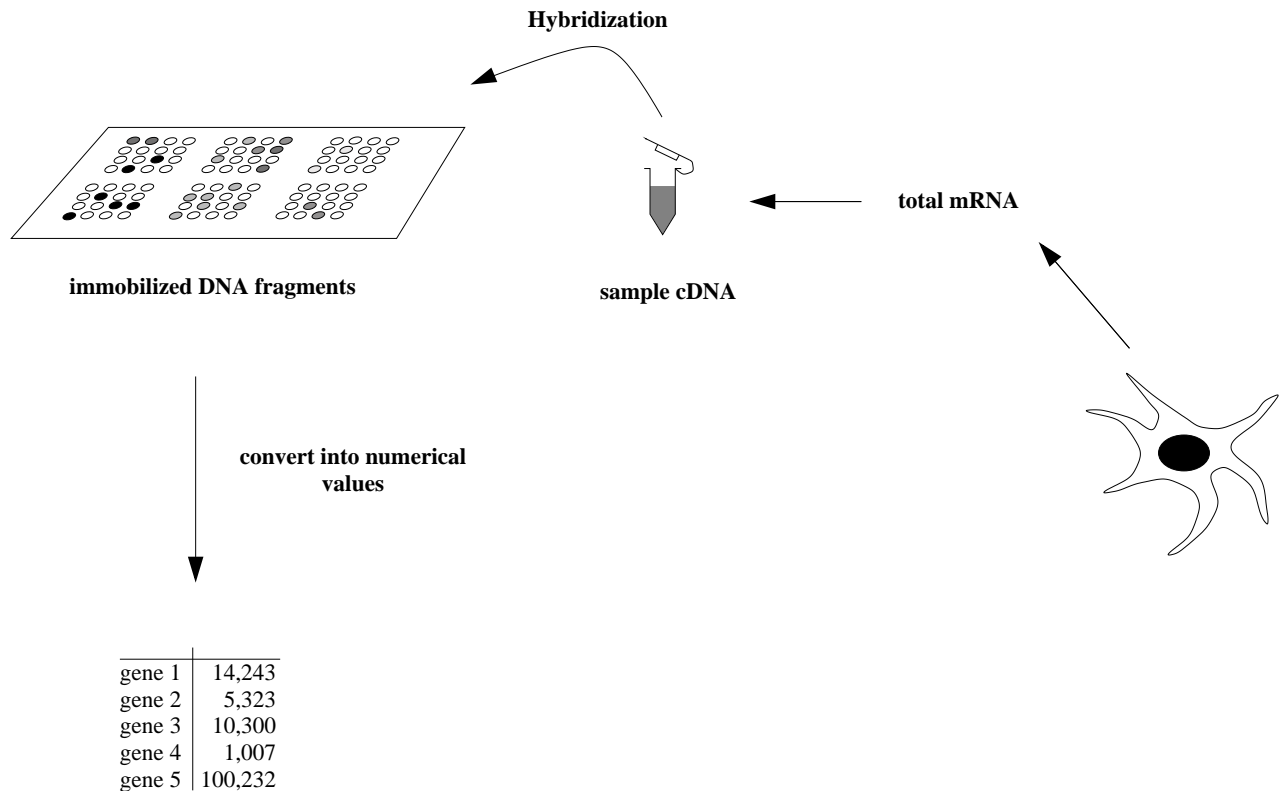 Hybridization
total mRNA
immobilized DNA fragments
sample cDNA
convert into numerical
values
gene 1 14,243
gene 2 5,323
gene 3 10,300
gene 4 1,007
gene 5 100,232